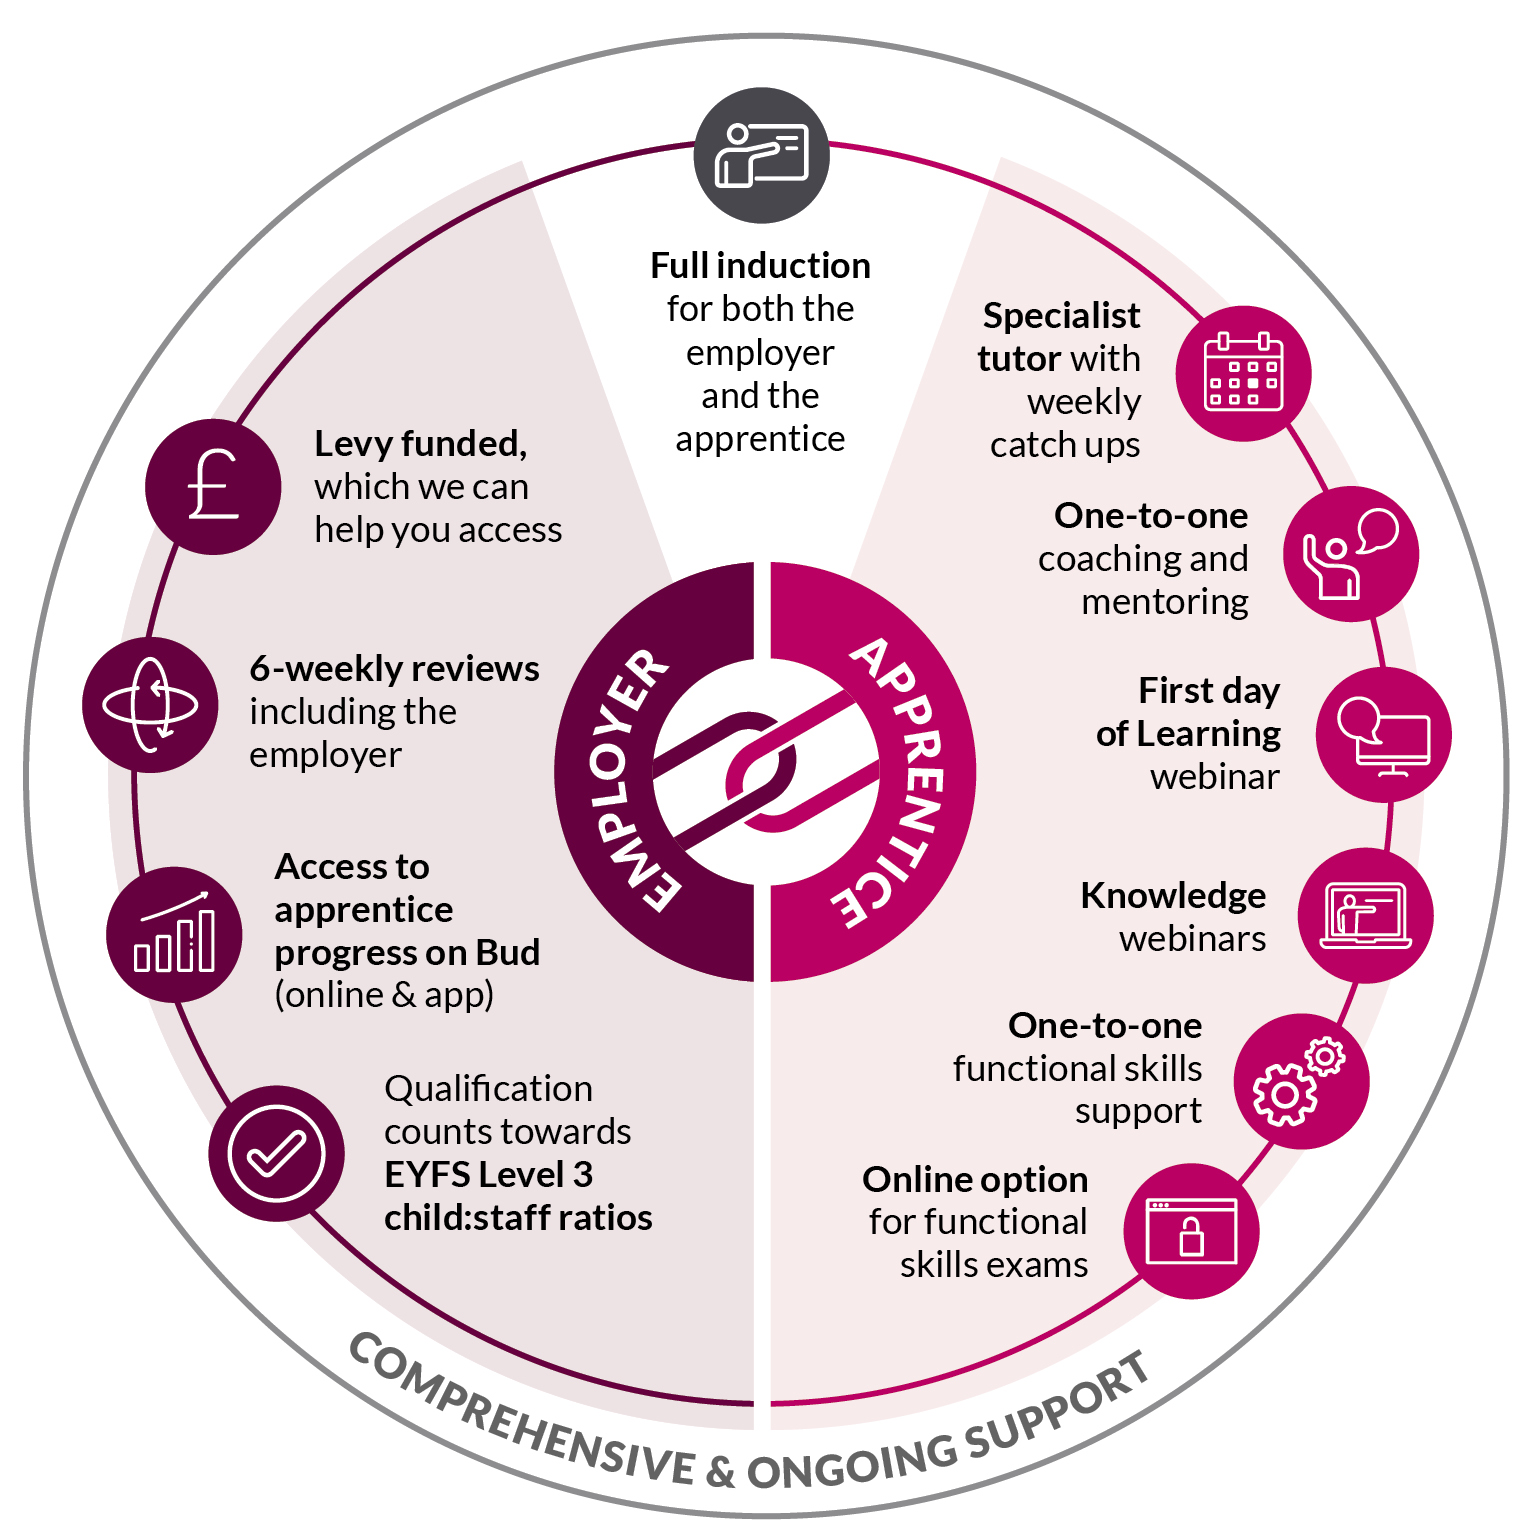 Full induction
for both the
employer
and the
apprentice
Levy funded,
which we can
help you access
6-weekly reviews
including the
employer
Access to
apprentice
progress on Bud
(online & app)
Qualification
counts towards
EYFS Level 3
child:staff ratios
EMPLOYER
APPRENTICE
Specialist
tutor with
weekly
catch ups
One-to-one
coaching and
mentoring
First day
of Learning
webinar
Knowledge
webinars
One-to-one
functional skills
support
Online option
for functional
skills exams
COMPREHENSIVE & ONGOING SUPPORT